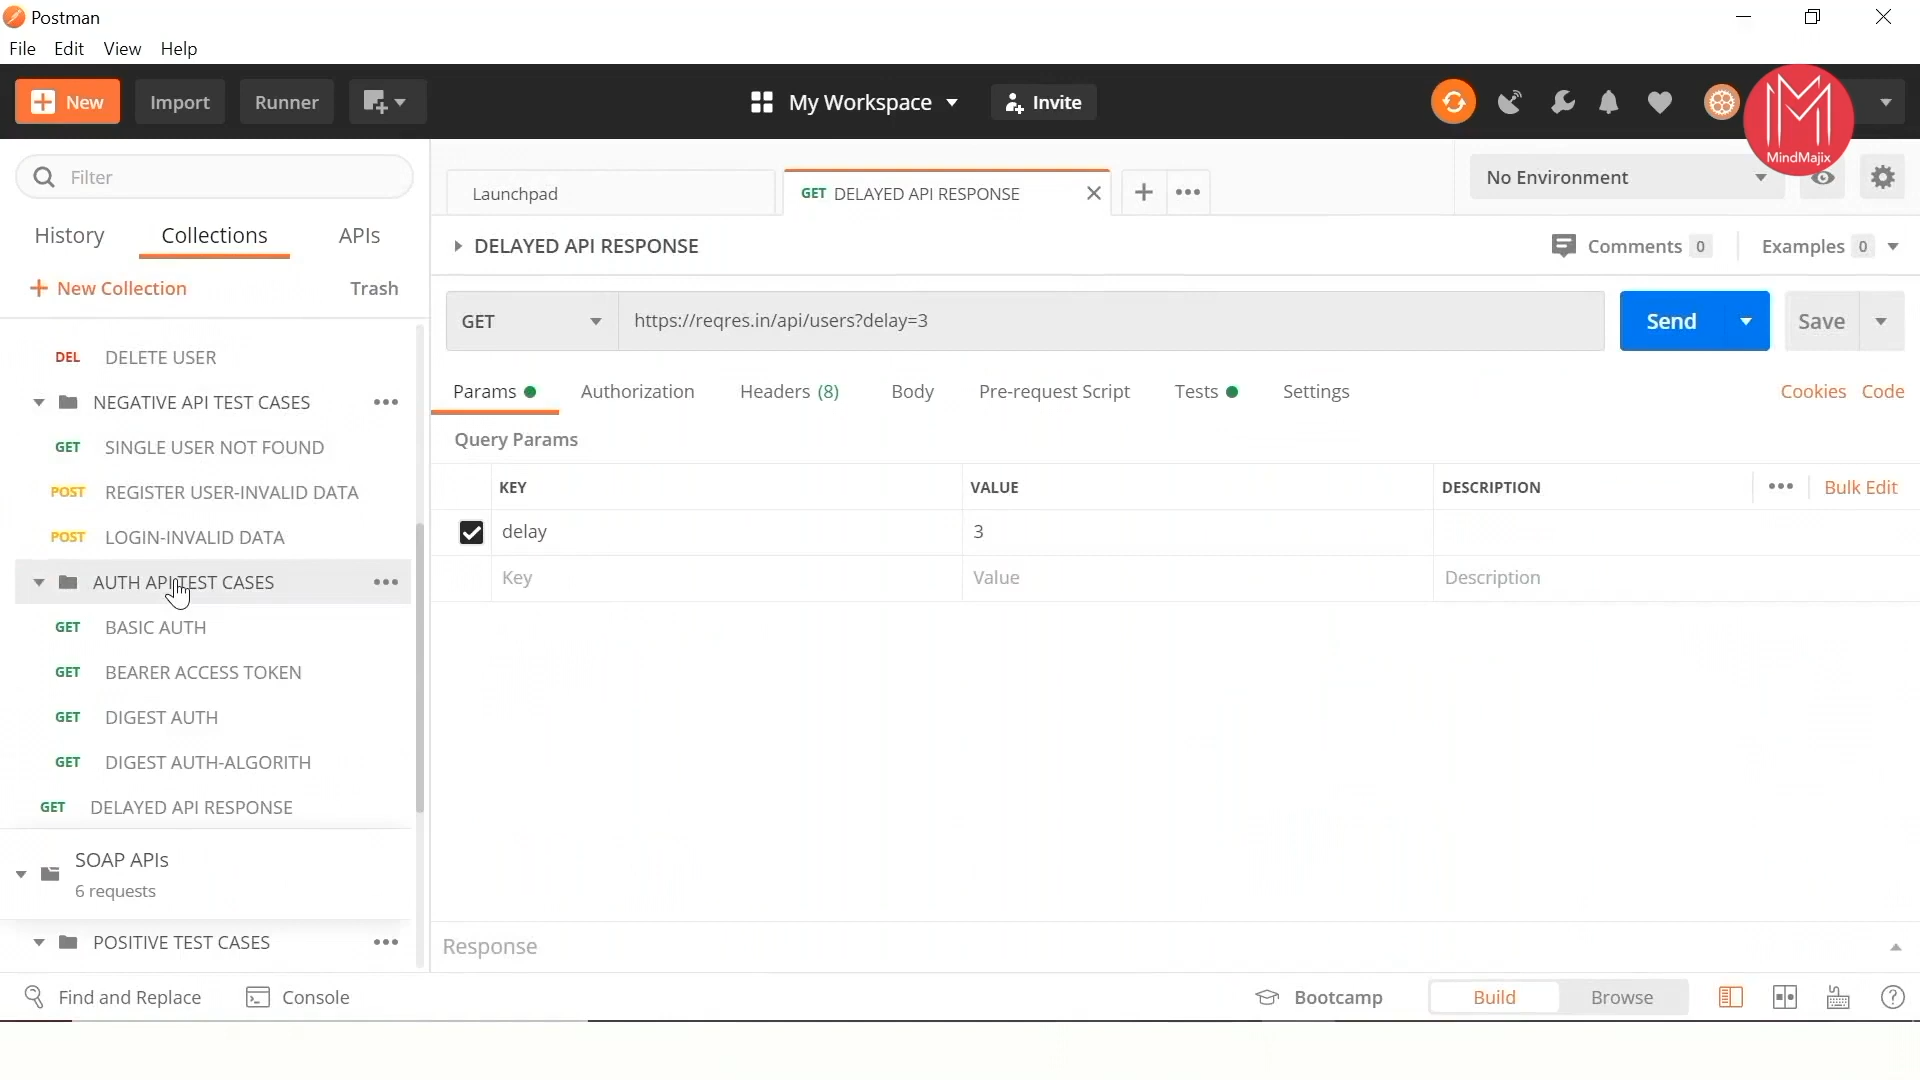 Postman
File Edit View Help
New Import Runner My Workspace Invite
MindMajix
Filter
History Collections APIs
New Collection Trash
DEL DELETE USER
NEGATIVE API TEST CASES
GET SINGLE USER NOT FOUND
POST REGISTER USER-INVALID DATA
POST LOGIN-INVALID DATA
AUTH API TEST CASES
GET BASIC AUTH
GET BEARER ACCESS TOKEN
GET DIGEST AUTH
GET DIGEST AUTH-ALGORITH
GET DELAYED API RESPONSE
SOAP APIs
6 requests
POSITIVE TEST CASES
Launchpad GET DELAYED API RESPONSE
No Environment
DELAYED API RESPONSE Comments 0 Examples 0
GET https://reqres.in/api/users?delay=3 Send Save
Params Authorization Headers (8) Body Pre-request Script Tests Settings Cookies Code
Query Params
KEY VALUE DESCRIPTION Bulk Edit
delay 3
Key Value Description
Response
Find and Replace Console Bootcamp Build Browse